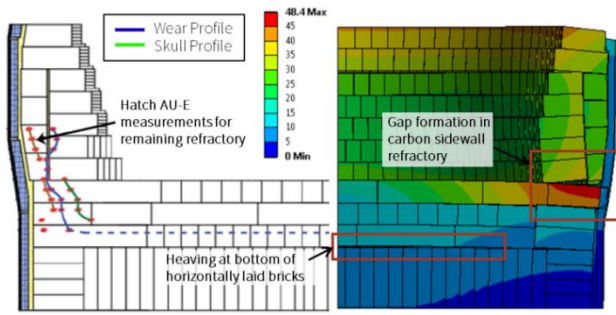 Wear Profile
Skull Profile
Hatch AU-E
measurements for
remaining refractory
48.4 Max
45
40
35
30
25
20
15
10
5
0 Min
Gap formation in
carbon sidewall
refractory
Heaving at bottom of
horizontally laid bricks